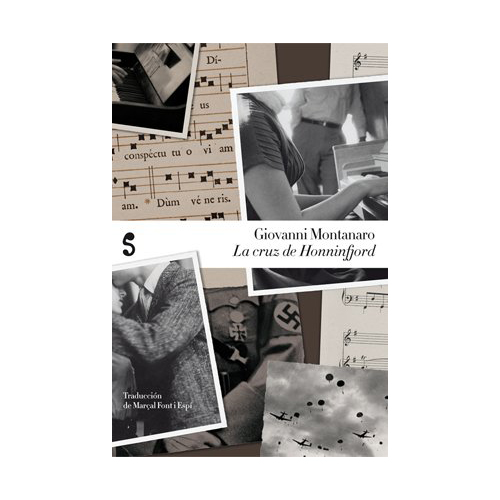 Dí-
us
conspéctu tu o vi am
am. Dum vé ne ris.
Giovanni Montanaro
La cruz de Honninfjord
S
Traducción
de Marçal Font i Espí